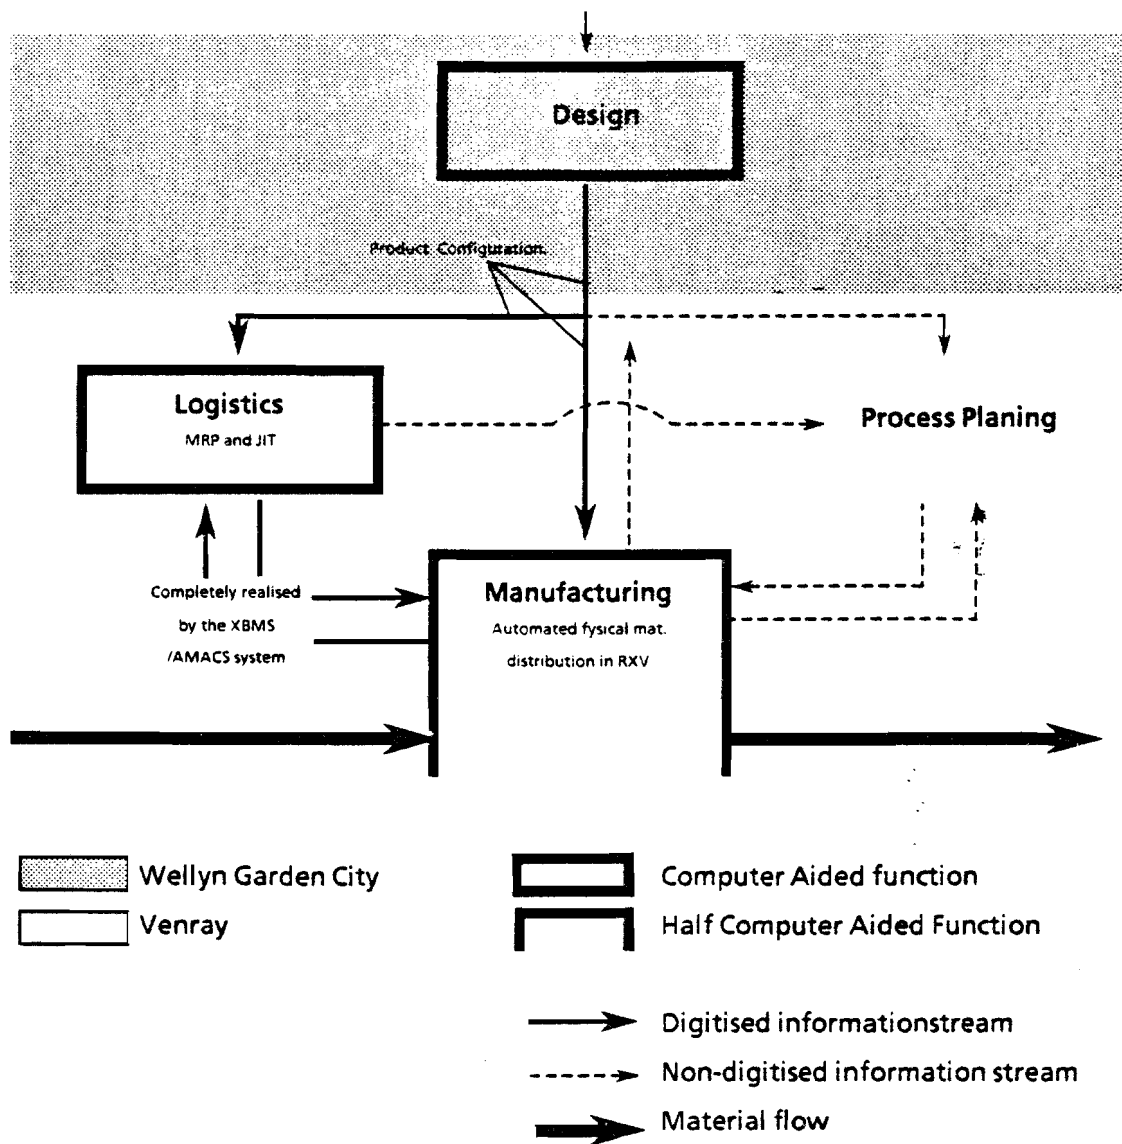 Design
Product Configuration.
Logistics
MRP and JIT
Process Planing
Completely realised
by the XBMS
/AMACS system
Manufacturing
Automated fysical mat.
distribution in RXV
Wellyn Garden City
Venray
Computer Aided function
Half Computer Aided Function
Digitised informationstream
Non-digitised information stream
Material flow